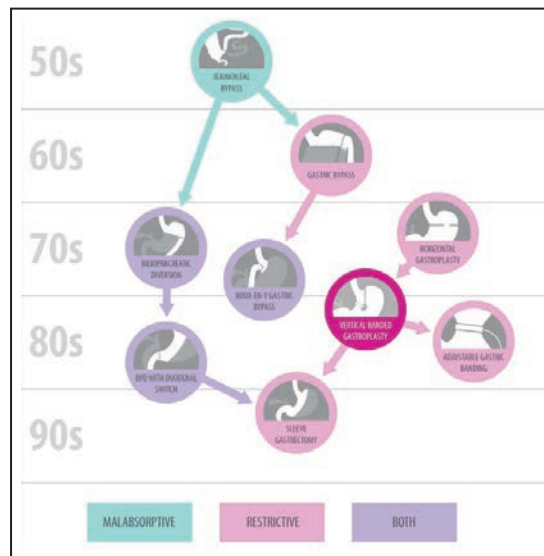 50s
JEJUNOILEAL
BYPASS
60s
GASTRIC BYPASS
70s
HORIZONTAL
GASTROPLASTY
BILIOPANCREATIC
DIVERSION
ROUX-EN-Y GASTRIC
BYPASS
80s
VERTICAL BANDED
GASTROPLASTY
ADJUSTABLE GASTRIC
BANDING
BPD WITH DUODENAL
SWITCH
90s
SLEEVE
GASTRECTOMY
MALABSORPTIVE
RESTRICTIVE
BOTH